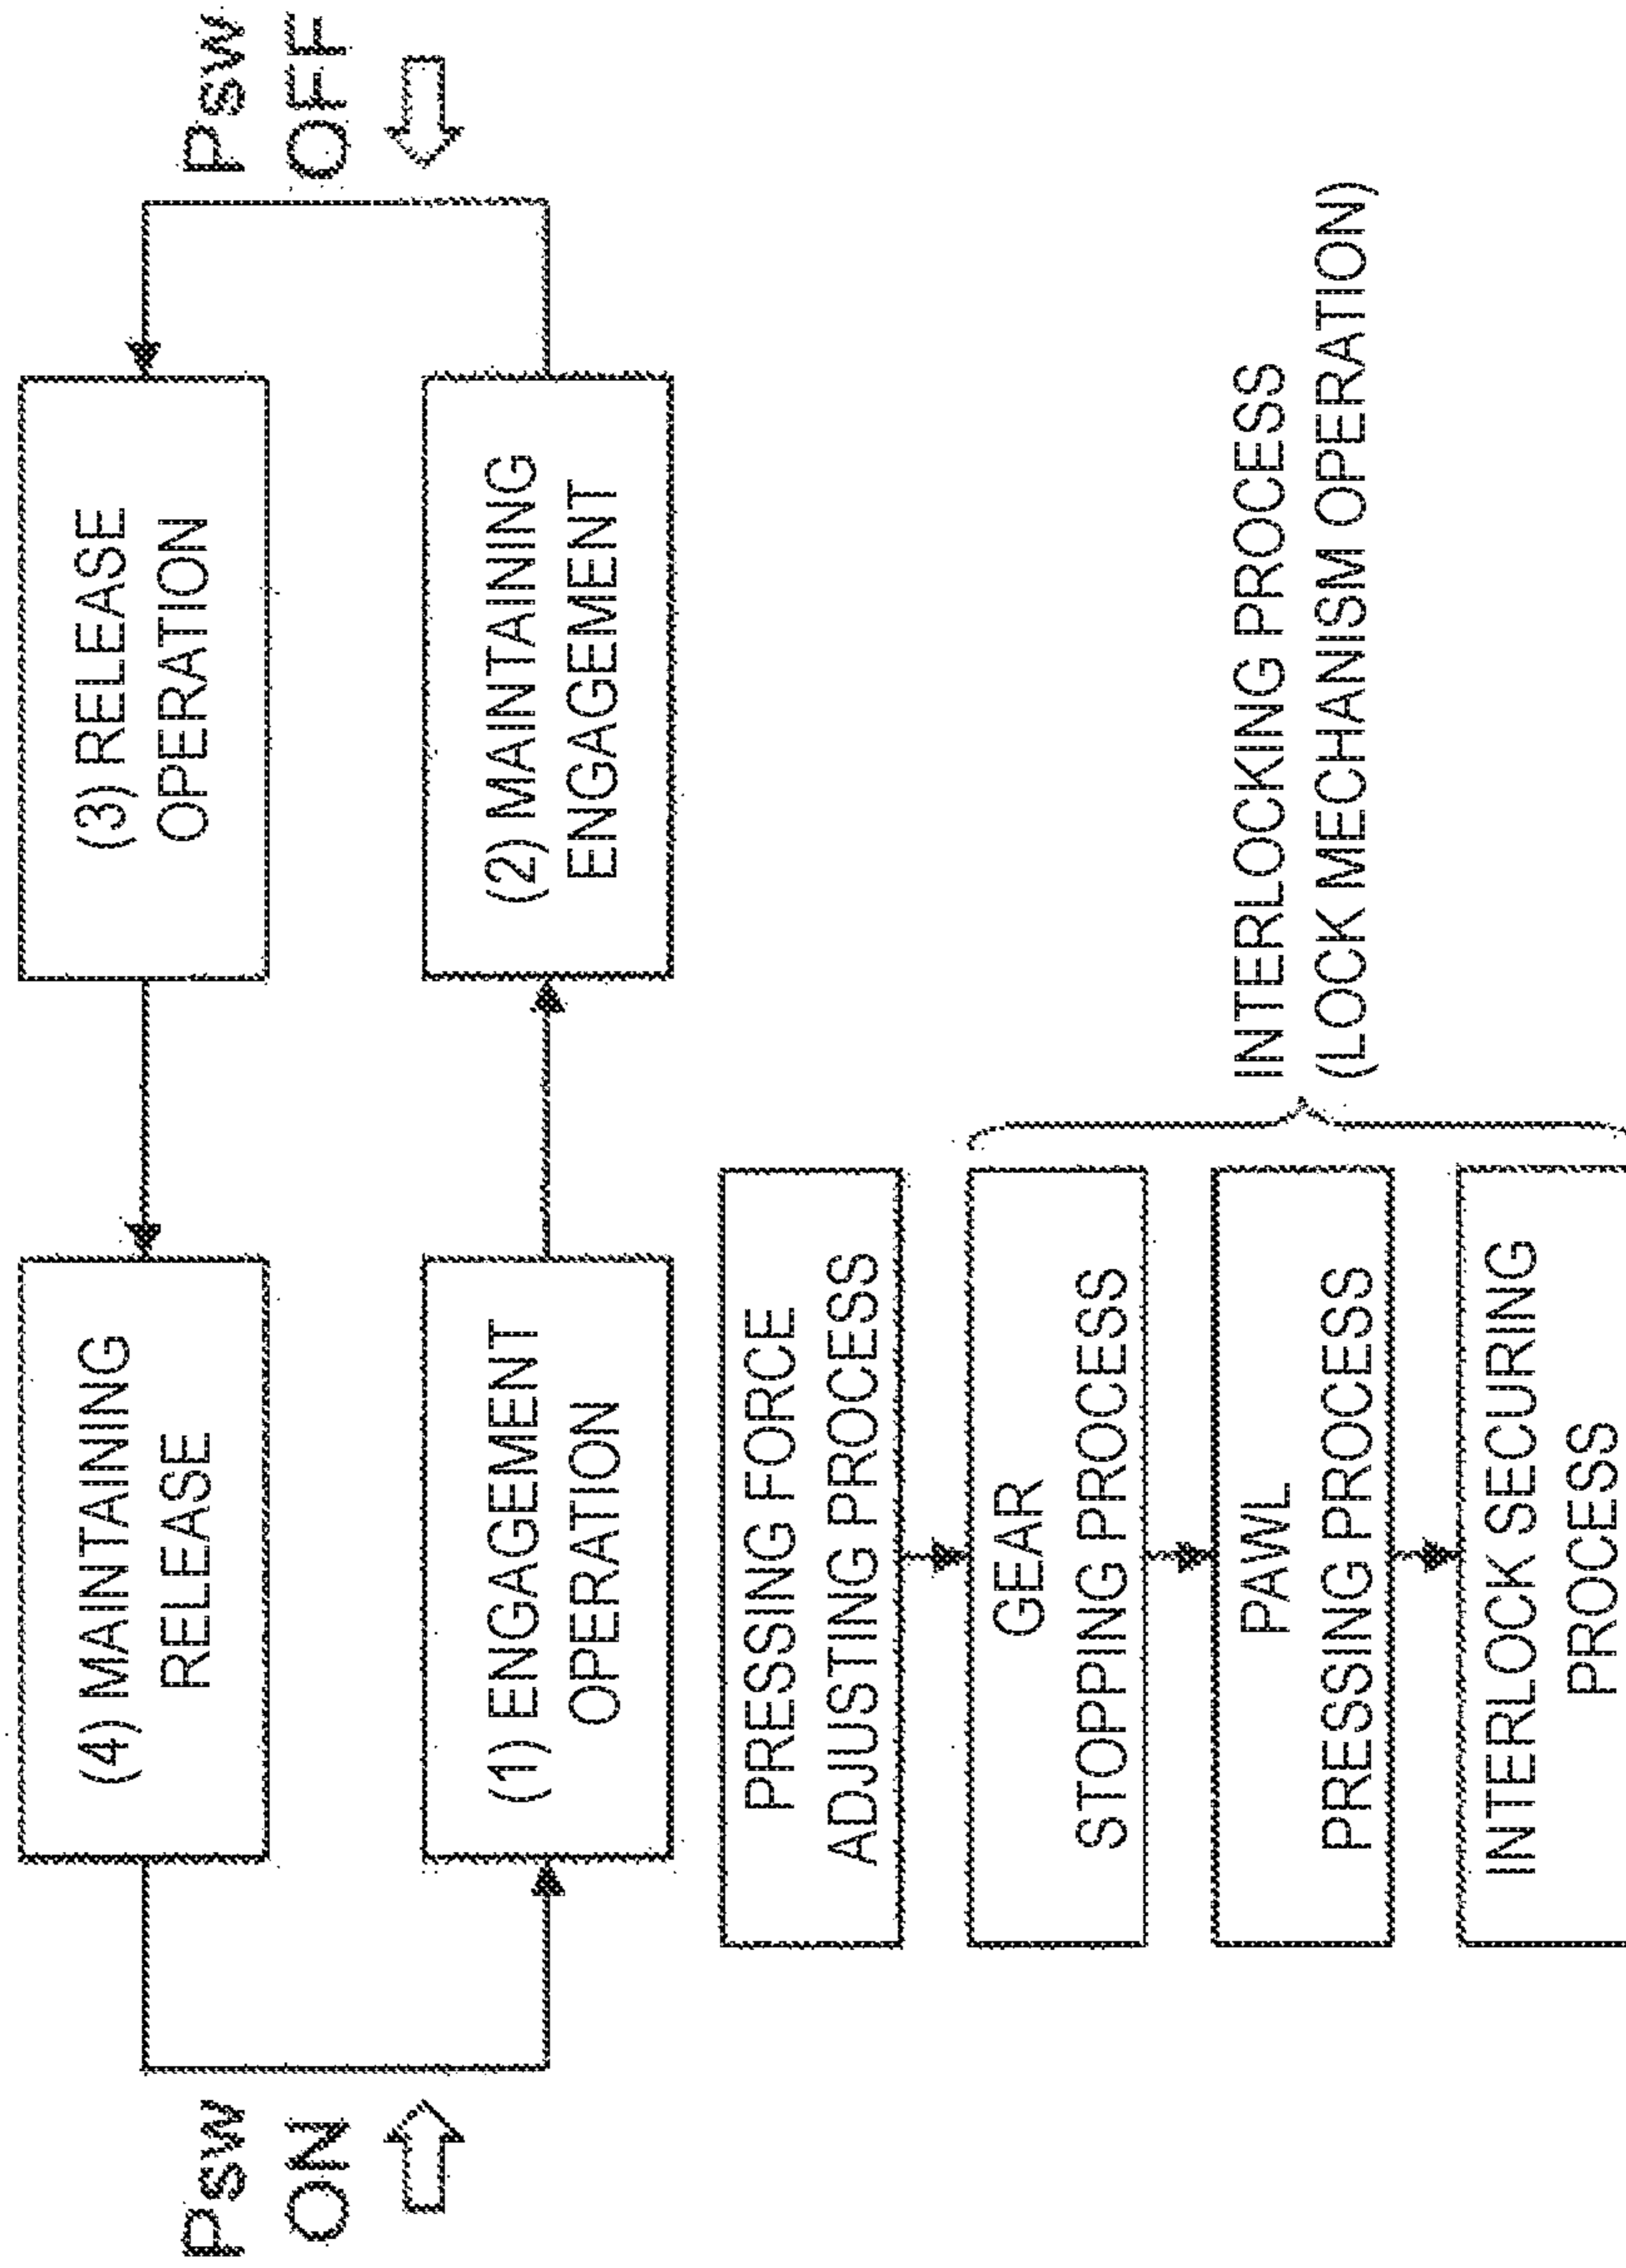 Psw
ON
(4) MAINTAINING
RELEASE
(3) RELEASE
OPERATION
Psw
OFF
(1) ENGAGEMENT
OPERATION
(2) MAINTAINING
ENGAGEMENT
PRESSING FORCE
ADJUSTING PROCESS
GEAR
STOPPING PROCESS
PAWL
PRESSING PROCESS
INTERLOCK SECURING
PROCESS
INTERLOCKING PROCESS
(LOCK MECHANISM OPERATION)